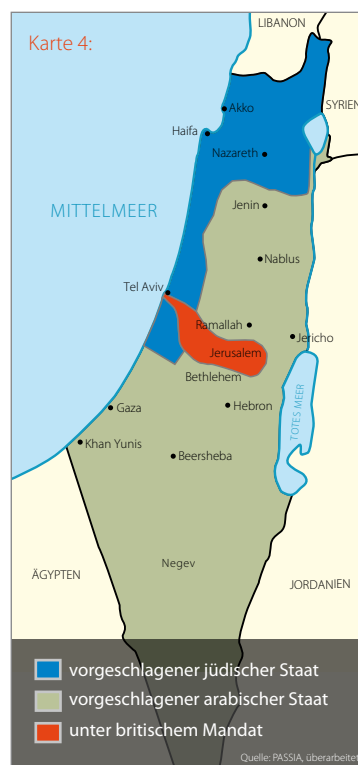 Karte 4:
LIBANON
SYRIEN
Akko
Haifa
Nazareth
MITTELMEER
Jenin
Nablus
Tel Aviv
Ramallah
Jericho
Jerusalem
Bethlehem
TOTES MEER
Gaza
Hebron
Khan Yunis
Beersheba
Negev
ÄGYPTEN
JORDANIEN
vorgeschlagener jüdischer Staat
vorgeschlagener arabischer Staat
unter britischem Mandat
Quelle: PASSIA, überarbeitet